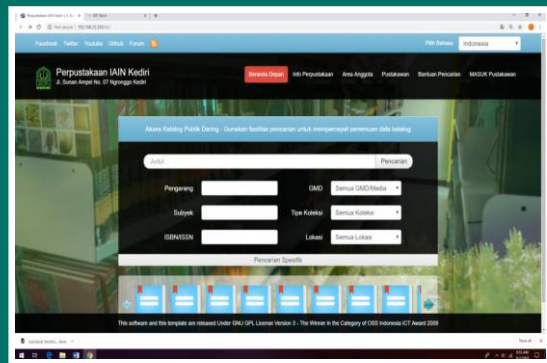 Facebook Twitter Youtube Github Forum
Pilih Bahasa Indonesia
Perpustakaan IAIN Kediri
Jl. Sunan Ampel No. 07 Ngronggo Kediri
Beranda Depan Info Perpustakaan Area Anggota Pustakawan Bantuan Pencarian MASUK Pustakawan
Akses Katalog Publik Daring - Gunakan fasilitas pencarian untuk mempercepat penemuan data katalog
Judul Pencarian
Pengarang GMD Semua GMD/Media
Subyek Tipe Koleksi Semua Koleksi
ISBN/ISSN Lokasi Semua Lokasi
Pencarian Spesifik
This software and this template are released Under GNU GPL License Version 3 - The Winner in the Category of OSS Indonesia ICT Award 2009